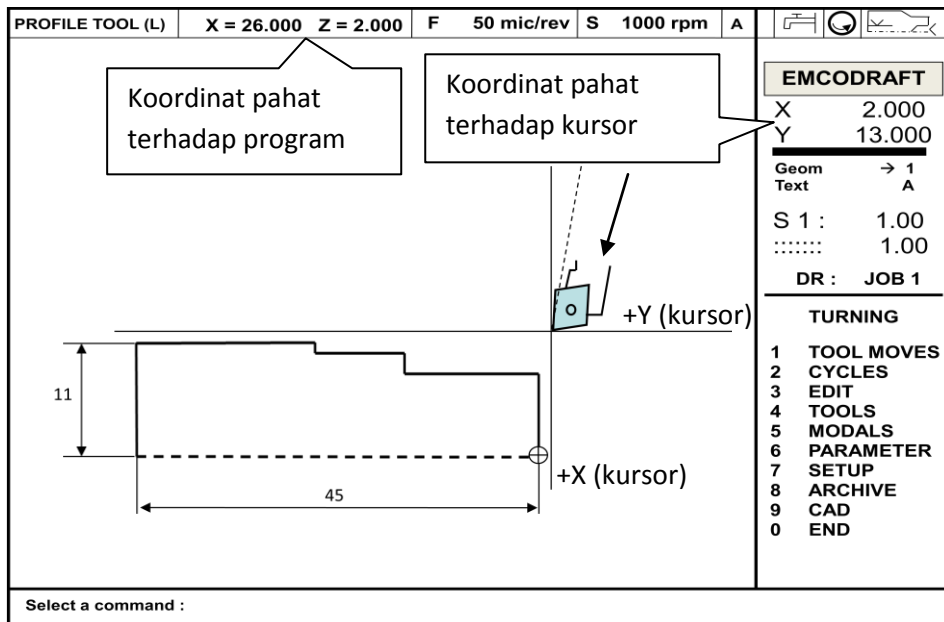 PROFILE TOOL (L) X = 26.000 Z = 2.000 F 50 mic/rev S 1000 rpm A
Koordinat pahat
terhadap program
Koordinat pahat
terhadap kursor
EMCODRAFT
X 2.000
Y 13.000
Geom → 1
Text A
S 1 : 1.00
::::::: 1.00
DR : JOB 1
+Y (kursor)
11
+X (kursor)
45
TURNING
1 TOOL MOVES
2 CYCLES
3 EDIT
4 TOOLS
5 MODALS
6 PARAMETER
7 SETUP
8 ARCHIVE
9 CAD
0 END
Select a command :